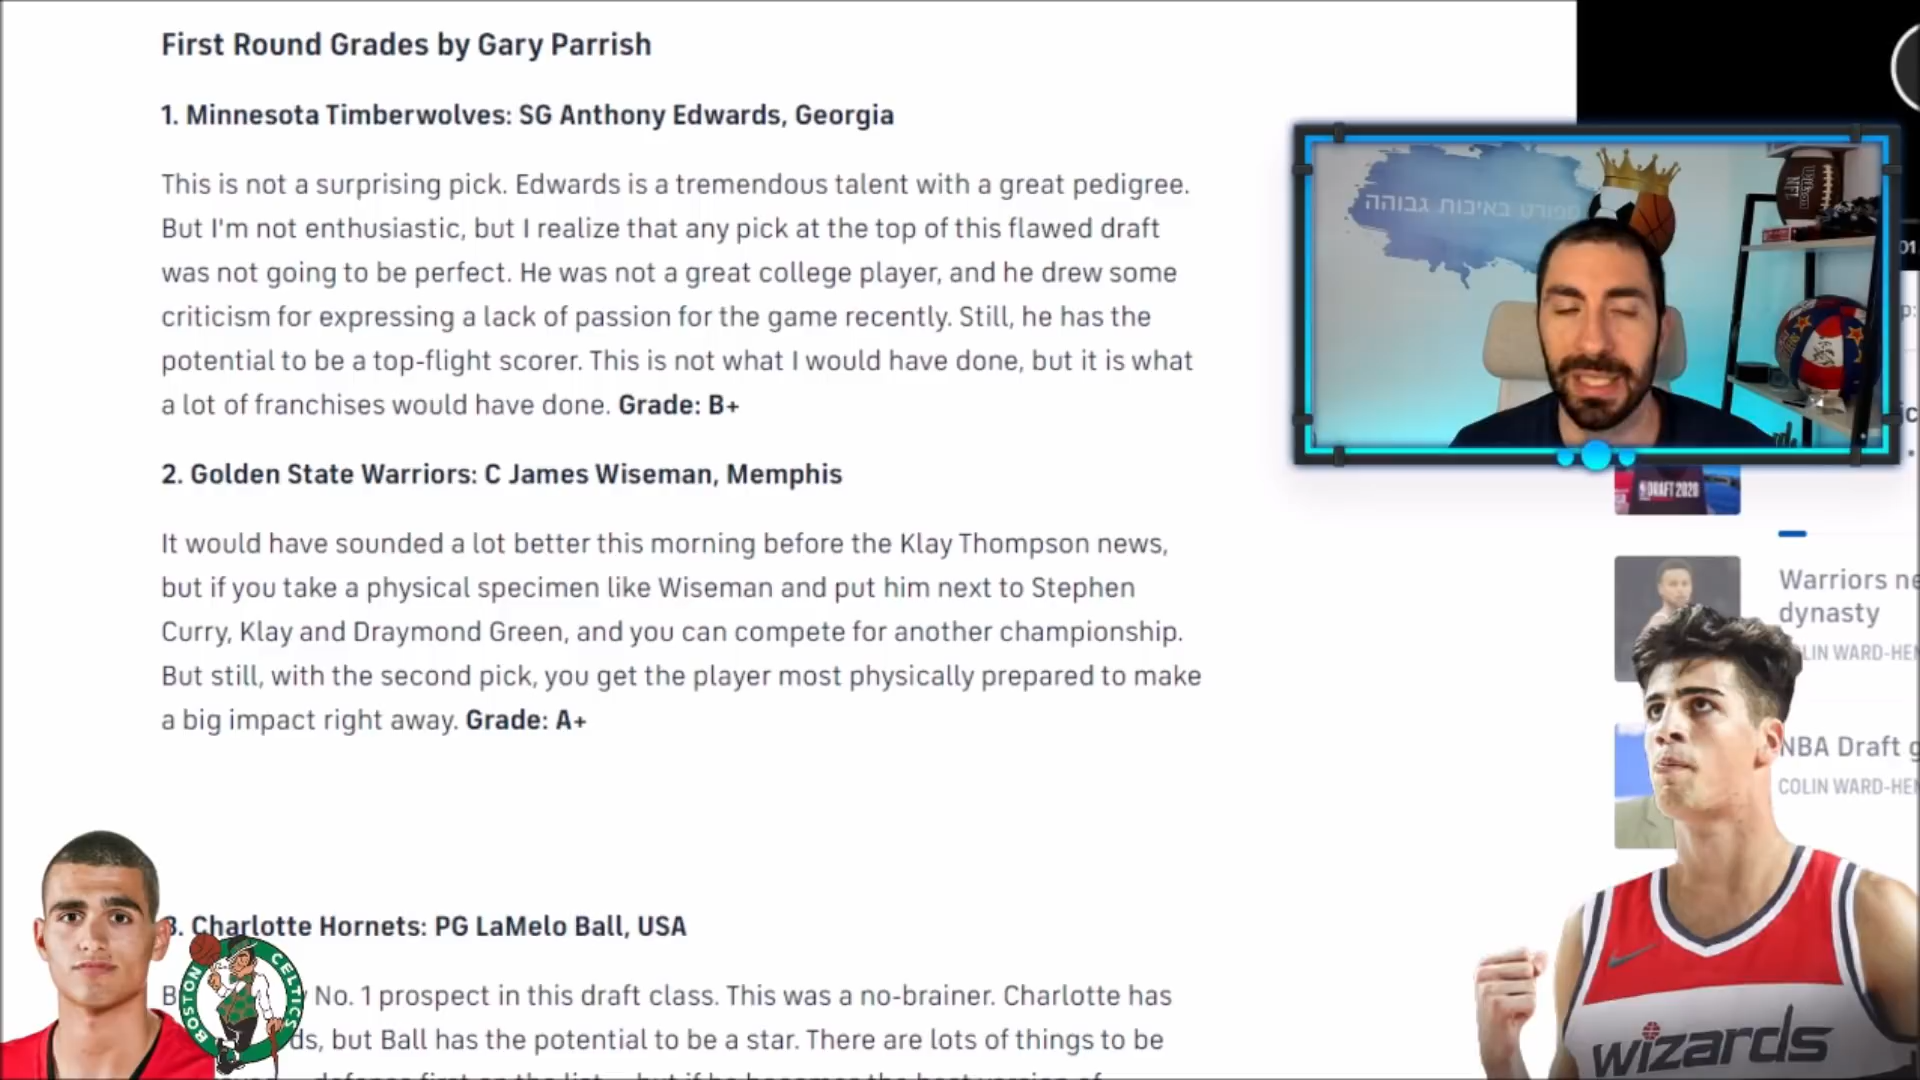 First Round Grades by Gary Parrish
1. Minnesota Timberwolves: SG Anthony Edwards, Georgia
This is not a surprising pick. Edwards is a tremendous talent with a great pedigree.
But I'm not enthusiastic, but I realize that any pick at the top of this flawed draft
was not going to be perfect. He was not a great college player, and he drew some
criticism for expressing a lack of passion for the game recently. Still, he has the
potential to be a top-flight scorer. This is not what I would have done, but it is what
a lot of franchises would have done. Grade: B+
2. Golden State Warriors: C James Wiseman, Memphis
It would have sounded a lot better this morning before the Klay Thompson news,
but if you take a physical specimen like Wiseman and put him next to Stephen
Curry, Klay and Draymond Green, and you can compete for another championship.
But still, with the second pick, you get the player most physically prepared to make
a big impact right away. Grade: A+
3. Charlotte Hornets: PG LaMelo Ball, USA
No. 1 prospect in this draft class. This was a no-brainer. Charlotte has
but Ball has the potential to be a star. There are lots of things to be
ספורט באיכות גבוהה
NFL
DRAFT 2020
Warriors
dynasty
NBA Draft
COLIN
BOSTON CELTICS
wizards